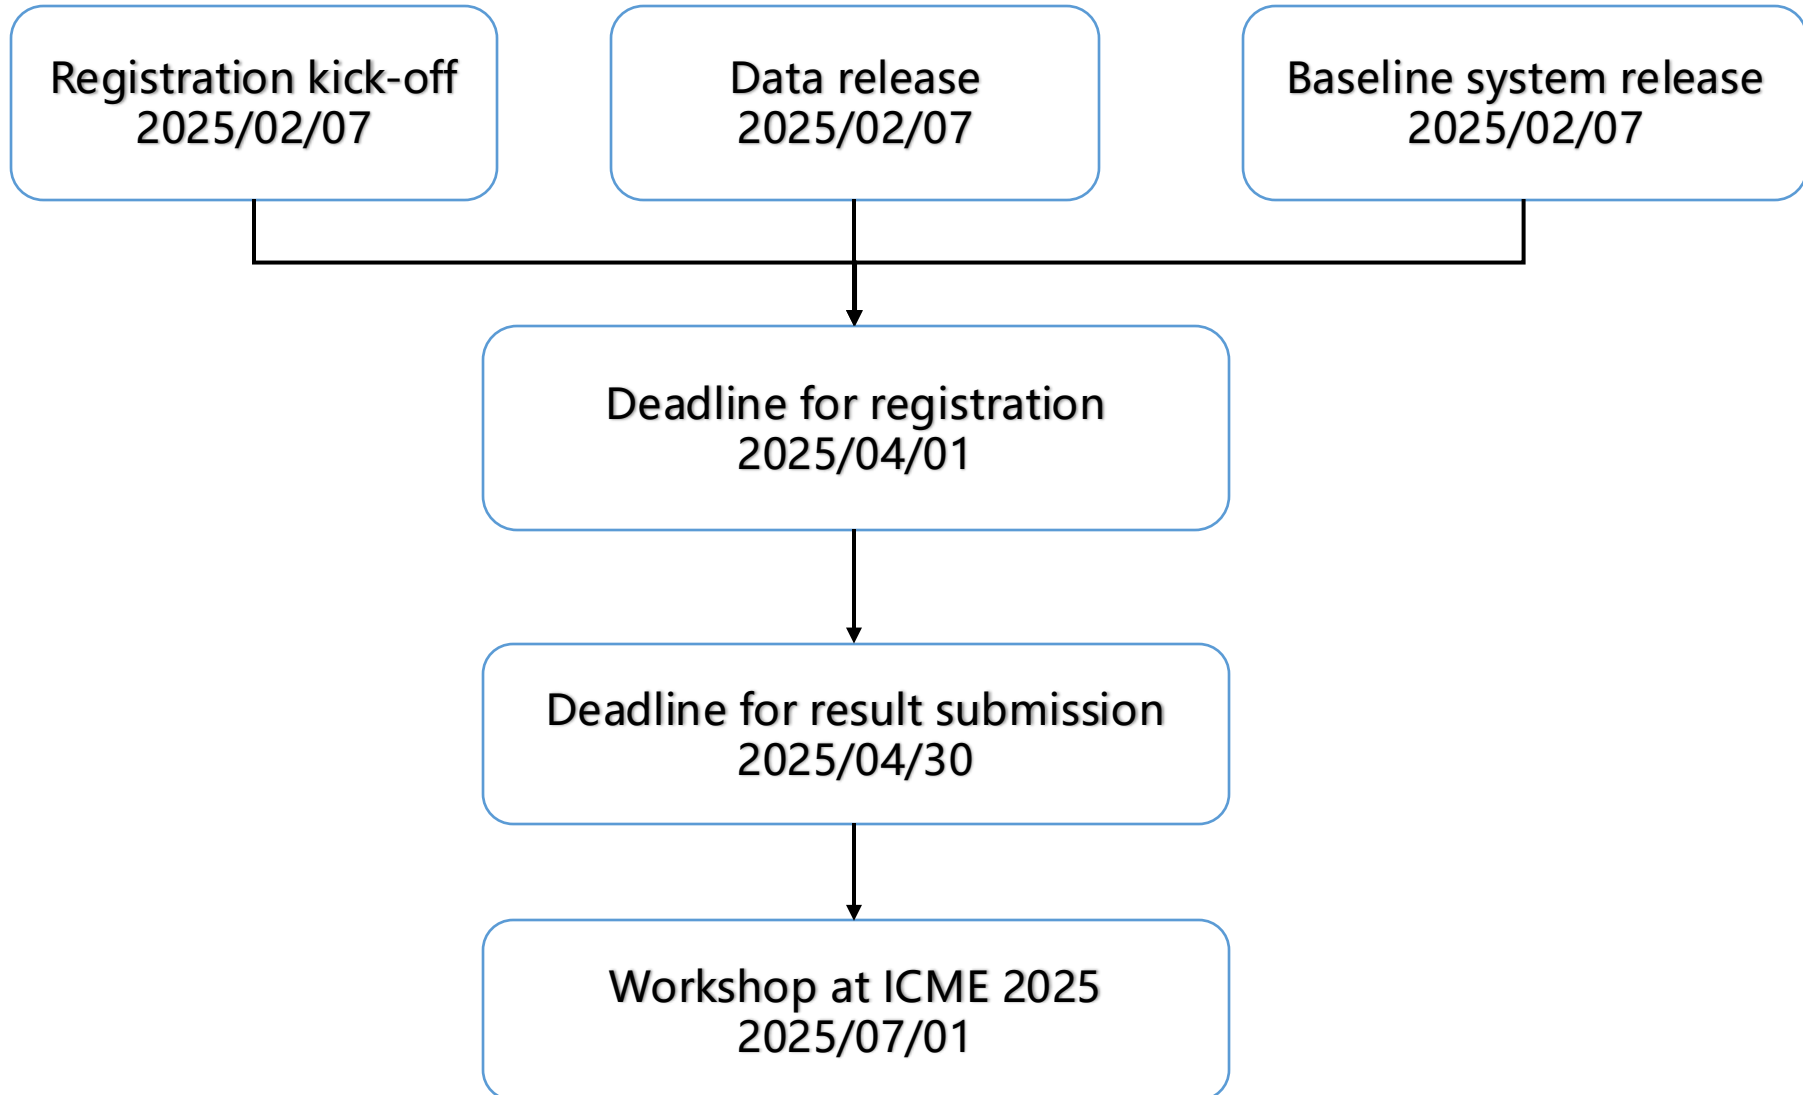 Registration kick-off
2025/02/07
Data release
2025/02/07
Baseline system release
2025/02/07
Deadline for registration
2025/04/01
Deadline for result submission
2025/04/30
Workshop at ICME 2025
2025/07/01